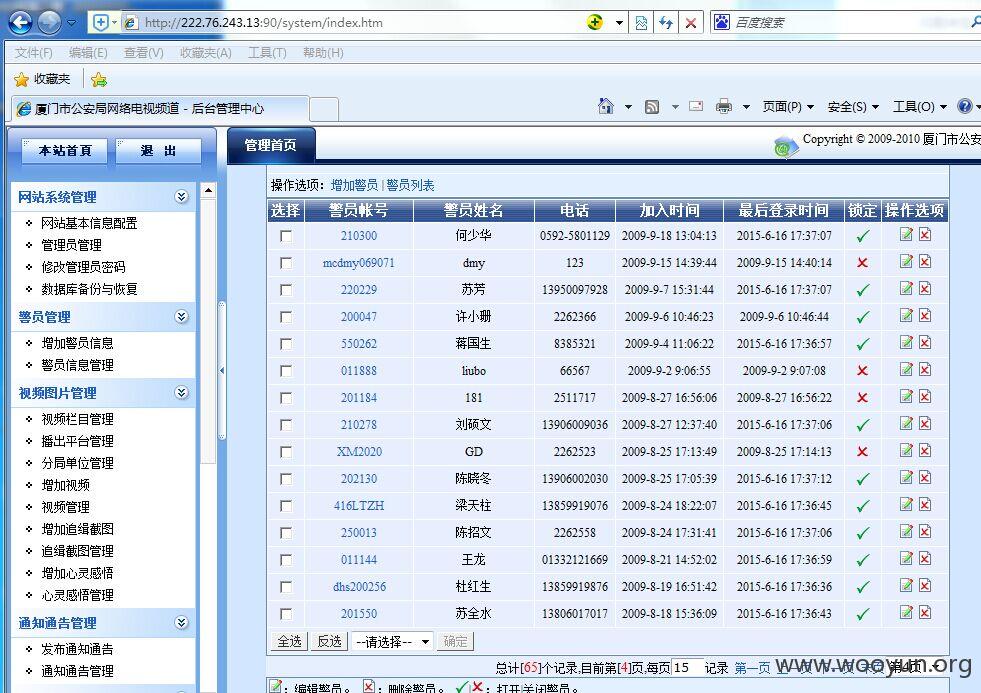 http://222.76.243.13:90/system/index.htm 百度搜索
文件(F) 编辑(E) 查看(V) 收藏夹(A) 工具(T) 帮助(H)
收藏夹
厦门市公安局网络电视频道 - 后台管理中心 页面(P) 安全(S) 工具(O)
本站首頁 退 出 管理首页 Copyright © 2009-2010 厦门市公安
操作选项: 增加警员 | 警员列表
网站系统管理
网站基本信息配置
管理员管理
修改管理员密码
数据库备份与恢复
警员管理
增加警员信息
警员信息管理
视频图片管理
视频栏目管理
播出平台管理
分局单位管理
增加视频
视频管理
增加追缉截图
追缉截图管理
增加心灵感悟
心灵感悟管理
通知通告管理
发布通知通告
通知通告管理
选择 警员帐号 警员姓名 电话 加入时间 最后登录时间 锁定 操作选项
210300 何少华 0592-5801129 2009-9-18 13:04:13 2015-6-16 17:37:07
mcdmy069071 dmy 123 2009-9-15 14:39:44 2009-9-15 14:40:14
220229 苏芳 13950097928 2009-9-7 15:31:44 2015-6-16 17:37:07
200047 许小珊 2262366 2009-9-6 10:46:23 2009-9-6 10:46:44
550262 蒋国生 8385321 2009-9-4 11:06:22 2015-6-16 17:36:57
011888 liubo 66567 2009-9-2 9:06:55 2009-9-2 9:07:08
201184 181 2511717 2009-8-27 16:56:06 2009-8-27 16:56:22
210278 刘硕文 13906009036 2009-8-27 12:37:40 2015-6-16 17:37:06
XM2020 GD 2262523 2009-8-25 17:13:49 2009-8-25 17:14:13
202130 陈晓冬 13906002030 2009-8-25 17:05:39 2015-6-16 17:37:12
416LTZH 梁天柱 13859919076 2009-8-24 18:22:07 2015-6-16 17:36:45
250013 陈招文 2262558 2009-8-24 17:31:41 2015-6-16 17:37:06
011144 王龙 01332121669 2009-8-21 14:52:02 2015-6-16 17:36:59
dhs200256 杜红生 13859919876 2009-8-19 16:51:42 2015-6-16 17:36:36
201550 苏全水 13806017017 2009-8-18 15:36:09 2015-6-16 17:36:43
全选 反选 --请选择-- 确定
总计[65]个记录,目前第[4]页,每页 15 记录 第一页
www.wooyun.org
: 编辑警员。 : 删除警员。 : 打开/关闭警员。